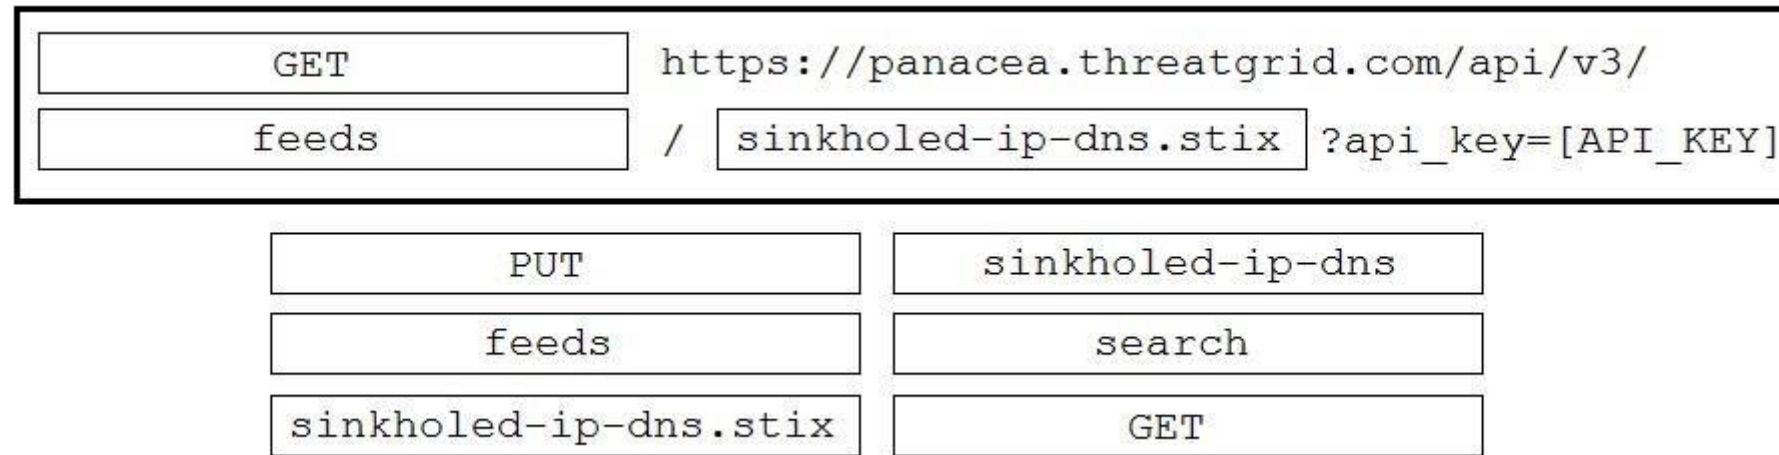 GET https://panacea.threatgrid.com/api/v3/
feeds / sinkholed-ip-dns.stix ?api_key=[API_KEY]
PUT sinkholed-ip-dns
feeds search
sinkholed-ip-dns.stix GET